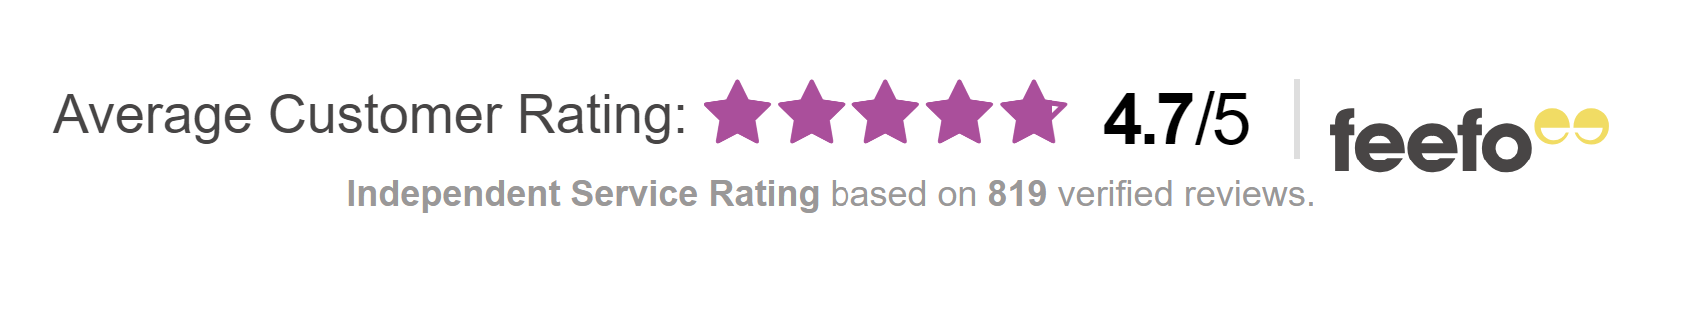 Average Customer Rating: 4.7/5 feefo
Independent Service Rating based on 819 verified reviews.